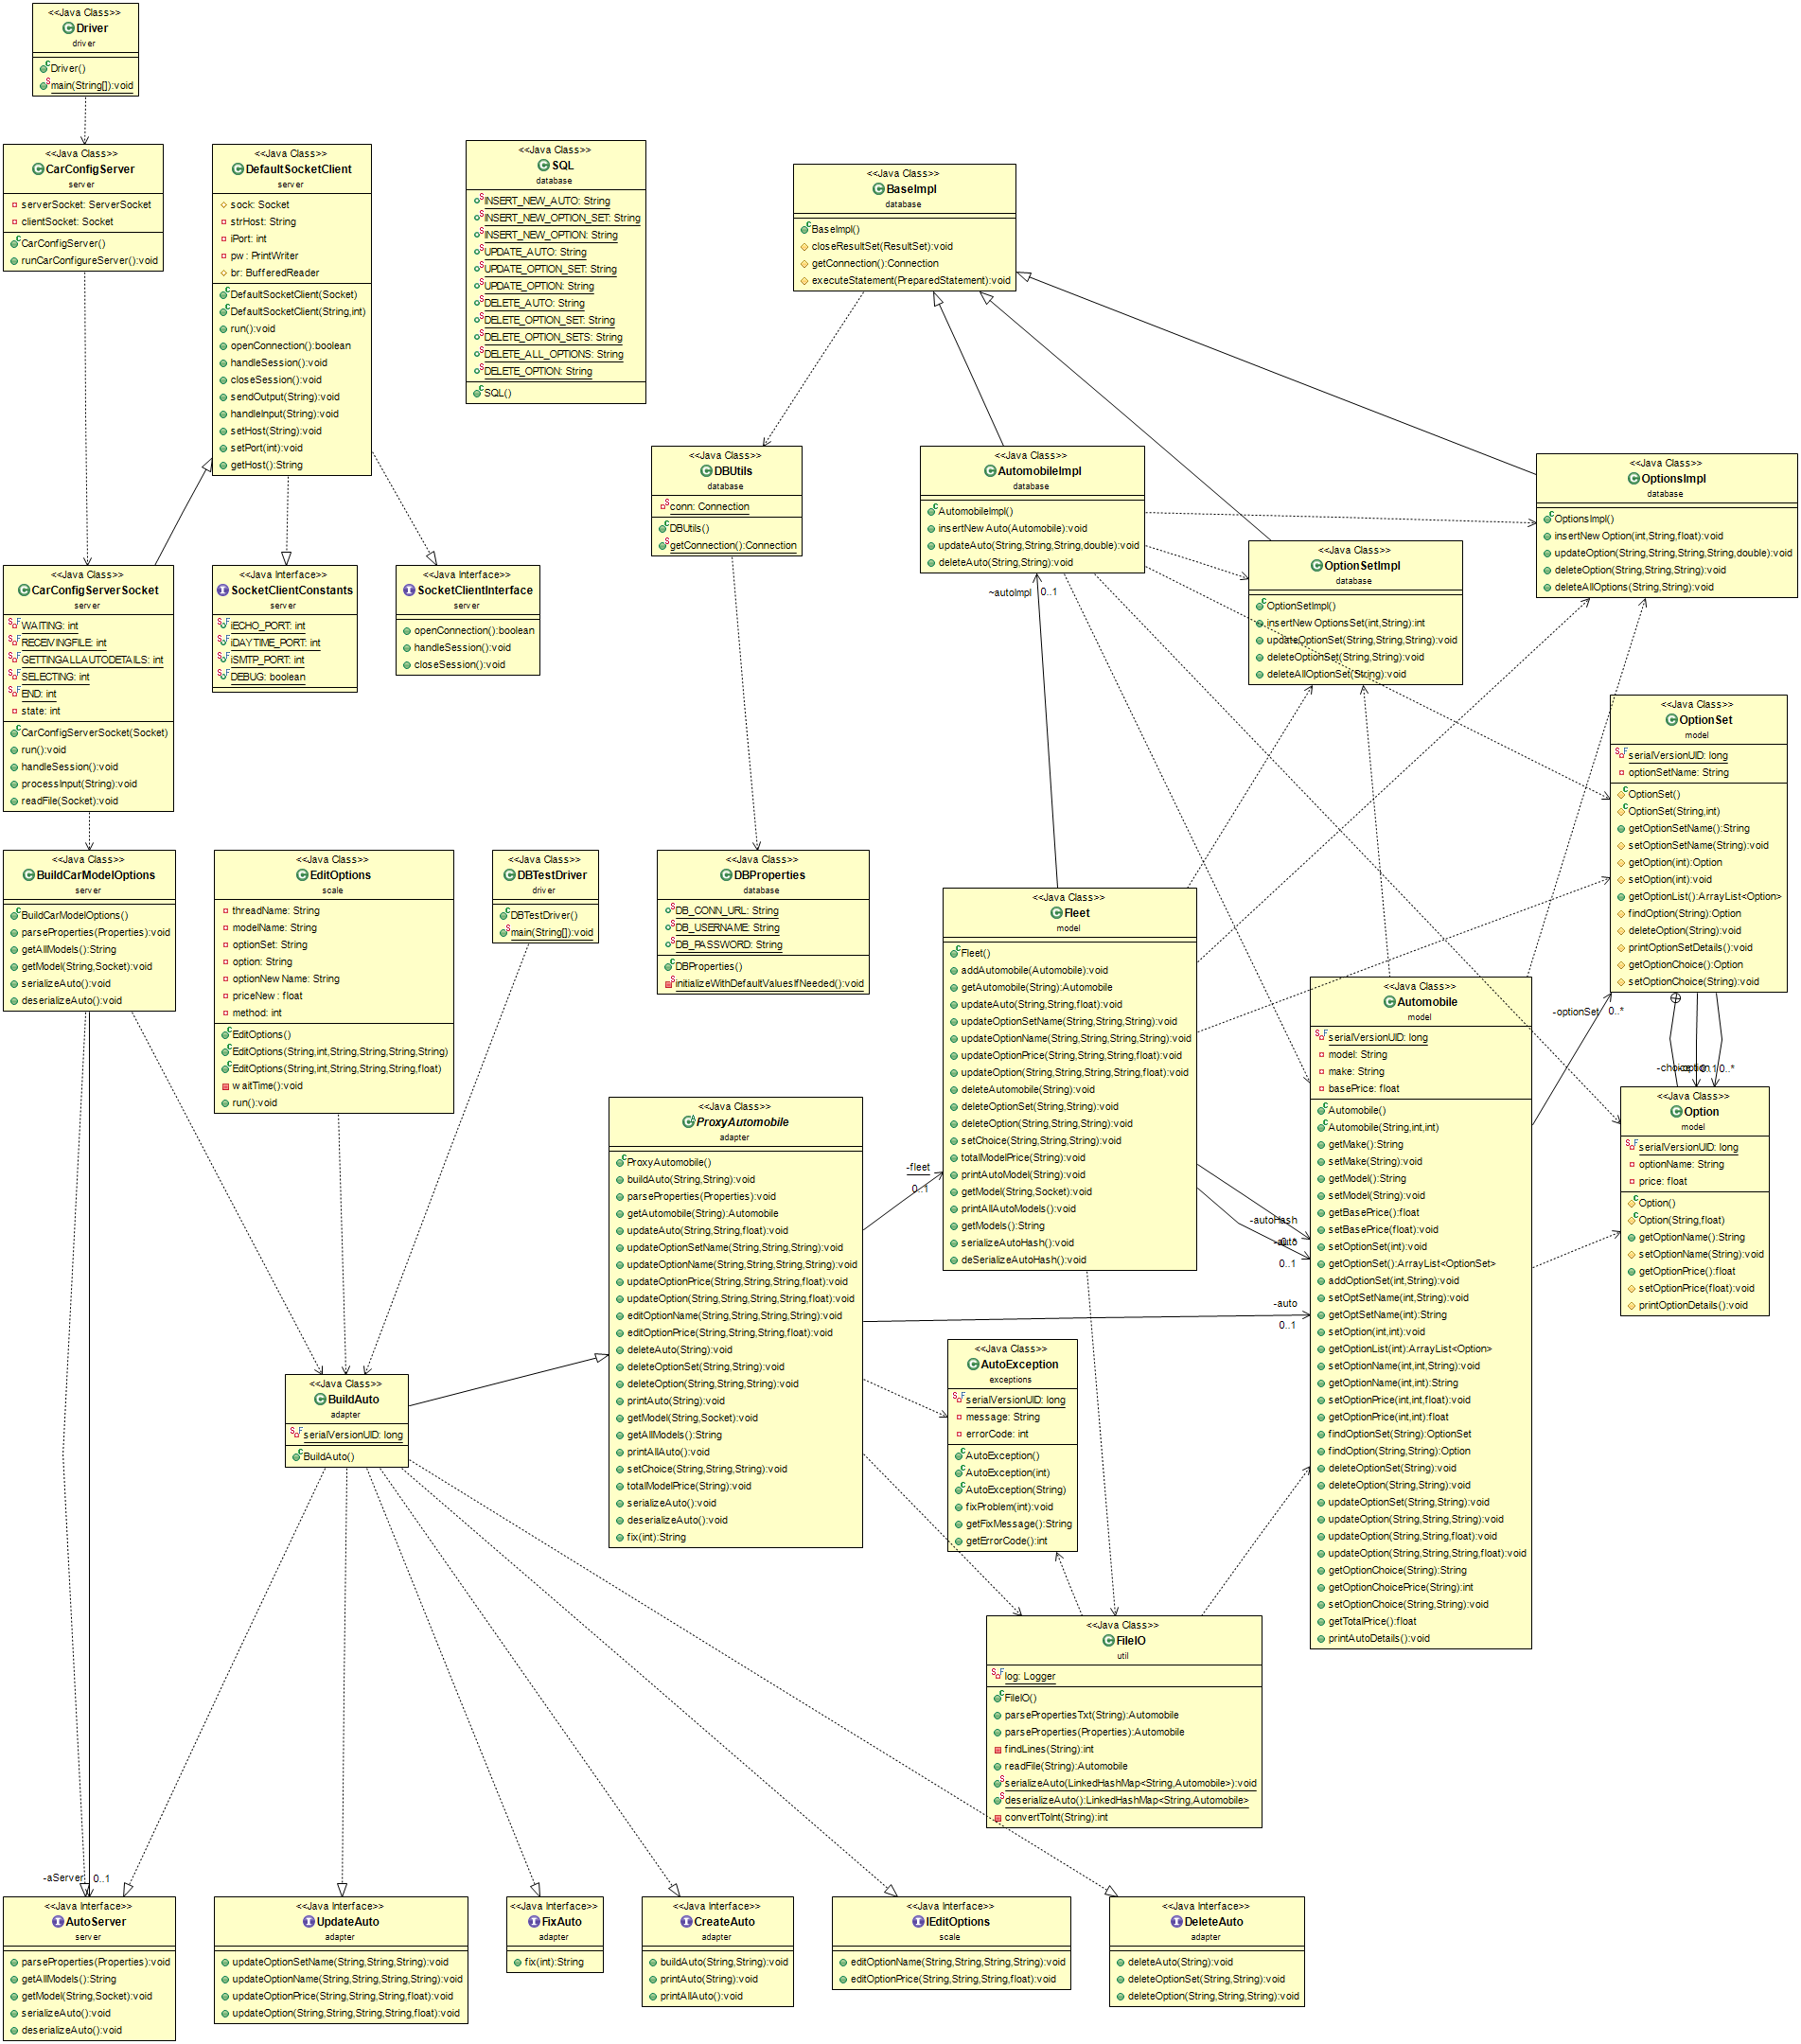 <<Java Class>>
Driver
driver
Driver()
main(String[]):void
<<Java Class>>
CarConfigServer
server
serverSocket: ServerSocket
clientSocket: Socket
CarConfigServer()
runCarConfigureServer():void
<<Java Class>>
DefaultSocketClient
server
sock: Socket
strHost: String
iPort: int
pw: PrintWriter
br: BufferedReader
DefaultSocketClient(Socket)
DefaultSocketClient(String,int)
run():void
openConnection():boolean
handleSession():void
closeSession():void
sendOutput(String):void
handleInput(String):void
setHost(String):void
setPort(int):void
getHost():String
<<Java Class>>
SQL
database
INSERT_NEW_AUTO: String
INSERT_NEW_OPTION_SET: String
INSERT_NEW_OPTION: String
UPDATE_AUTO: String
UPDATE_OPTION_SET: String
UPDATE_OPTION: String
DELETE_AUTO: String
DELETE_OPTION_SET: String
DELETE_OPTION_SETS: String
DELETE_ALL_OPTIONS: String
DELETE_OPTION: String
SQL()
<<Java Class>>
BaseImpl
database
BaseImpl()
closeResultSet(ResultSet):void
getConnection():Connection
executeStatement(PreparedStatement):void
<<Java Class>>
DBUtils
database
conn: Connection
DBUtils()
getConnection():Connection
<<Java Class>>
AutomobileImpl
database
AutomobileImpl()
insertNewAuto(Automobile):void
updateAuto(String,String,String,double):void
deleteAuto(String,String):void
~autoImpl
0..1
<<Java Class>>
OptionSetImpl
database
OptionSetImpl()
insertNewOptionsSet(int,String):int
updateOptionSet(String,String,String):void
deleteOptionSet(String,String):void
deleteAllOptionSet(String):void
<<Java Class>>
OptionsImpl
database
OptionsImpl()
insertNewOption(int,String,float):void
updateOption(String,String,String,String,double):void
deleteOption(String,String,String):void
deleteAllOptions(String,String):void
<<Java Class>>
CarConfigServerSocket
server
WAITING: int
RECEIVINGFILE: int
GETTINGALLAUTODETAILS: int
SELECTING: int
END: int
state: int
CarConfigServerSocket(Socket)
run():void
handleSession():void
processInput(String):void
readFile(Socket):void
<<Java Interface>>
SocketClientConstants
server
iECHO_PORT: int
iDAYTIME_PORT: int
iSMTP_PORT: int
DEBUG: boolean
<<Java Interface>>
SocketClientInterface
server
openConnection():boolean
handleSession():void
closeSession():void
<<Java Class>>
OptionSet
model
serialVersionUID: long
optionSetName: String
OptionSet()
OptionSet(String,int)
getOptionSetName():String
setOptionSetName(String):void
getOption(int):Option
setOption(int):void
getOptionList():ArrayList<Option>
findOption(String):Option
deleteOption(String):void
printOptionSetDetails():void
getOptionChoice():Option
setOptionChoice(String):void
-optionSet
0..*
0..1
0..*
<<Java Class>>
Option
model
serialVersionUID: long
optionName: String
price: float
Option()
Option(String,float)
getOptionName():String
setOptionName(String):void
getOptionPrice():float
setOptionPrice(float):void
printOptionDetails():void
<<Java Class>>
BuildCarModelOptions
server
BuildCarModelOptions()
parseProperties(Properties):void
getAllModels():String
getModel(String,Socket):void
serializeAuto():void
deserializeAuto():void
<<Java Class>>
EditOptions
scale
threadName: String
modelName: String
optionSet: String
option: String
optionNewName: String
priceNew: float
method: int
EditOptions()
EditOptions(String,int,String,String,String,String)
EditOptions(String,int,String,String,String,float)
waitTime():void
run():void
<<Java Class>>
DBTestDriver
driver
DBTestDriver()
main(String[]):void
<<Java Class>>
DBProperties
database
DB_CONN_URL: String
DB_USERNAME: String
DB_PASSWORD: String
DBProperties()
initializeWithDefaultValuesIfNeeded():void
<<Java Class>>
Fleet
model
Fleet()
addAutomobile(Automobile):void
getAutomobile(String):Automobile
updateAuto(String,String,float):void
updateOptionSetName(String,String,String):void
updateOptionName(String,String,String,String):void
updateOptionPrice(String,String,String,float):void
updateOption(String,String,String,String,float):void
deleteAutomobile(String):void
deleteOptionSet(String,String):void
deleteOption(String,String,String):void
setChoice(String,String,String):void
totalModelPrice(String):void
printAutoModel(String):void
getModel(String,Socket):void
printAllAutoModels():void
getModels():String
serializeAutoHash():void
deSerializeAutoHash():void
-fleet
0..1
-autoHash
-auto
0..1
-auto
0..1
<<Java Class>>
Automobile
model
serialVersionUID: long
model: String
make: String
basePrice: float
Automobile()
Automobile(String,int,int)
getMake():String
setMake(String):void
getModel():String
setModel(String):void
getBasePrice():float
setBasePrice(float):void
setOptionSet(int):void
getOptionSet():ArrayList<OptionSet>
addOptionSet(int,String):void
setOptSetName(int,String):void
getOptSetName(int):String
setOption(int,int):void
getOptionList(int):ArrayList<Option>
setOptionName(int,int,String):void
getOptionName(int,int):String
setOptionPrice(int,int,float):void
getOptionPrice(int,int):float
findOptionSet(String):OptionSet
findOption(String,String):Option
deleteOptionSet(String):void
deleteOption(String,String):void
updateOptionSet(String,String):void
updateOption(String,String,String):void
updateOption(String,String,float):void
updateOption(String,String,String,float):void
getOptionChoice(String):String
getOptionChoicePrice(String):int
setOptionChoice(String,String):void
getTotalPrice():float
printAutoDetails():void
<<Java Class>>
ProxyAutomobile
adapter
ProxyAutomobile()
buildAuto(String,String):void
parseProperties(Properties):void
getAutomobile(String):Automobile
updateAuto(String,String,float):void
updateOptionSetName(String,String,String):void
updateOptionName(String,String,String,String):void
updateOptionPrice(String,String,String,float):void
updateOption(String,String,String,String,float):void
editOptionName(String,String,String,String):void
editOptionPrice(String,String,String,float):void
deleteAuto(String):void
deleteOptionSet(String,String):void
deleteOption(String,String,String):void
printAuto(String):void
getModel(String,Socket):void
getAllModels():String
printAllAuto():void
setChoice(String,String,String):void
totalModelPrice(String):void
serializeAuto():void
deserializeAuto():void
fix(int):String
<<Java Class>>
BuildAuto
adapter
serialVersionUID: long
BuildAuto()
<<Java Class>>
AutoException
exceptions
serialVersionUID: long
message: String
errorCode: int
AutoException()
AutoException(int)
AutoException(String)
fixProblem(int):void
getFixMessage():String
getErrorCode():int
<<Java Class>>
FileIO
util
log: Logger
FileIO()
parsePropertiesTxt(String):Automobile
parseProperties(Properties):Automobile
findLines(String):int
readFile(String):Automobile
serializeAuto(LinkedHashMap<String,Automobile>):void
deserializeAuto():LinkedHashMap<String,Automobile>
convertToInt(String):int
-aServer
0..1
<<Java Interface>>
AutoServer
server
parseProperties(Properties):void
getAllModels():String
getModel(String,Socket):void
serializeAuto():void
deserializeAuto():void
<<Java Interface>>
UpdateAuto
adapter
updateOptionSetName(String,String,String):void
updateOptionName(String,String,String,String):void
updateOptionPrice(String,String,String,float):void
updateOption(String,String,String,String,float):void
<<Java Interface>>
FixAuto
adapter
fix(int):String
<<Java Interface>>
CreateAuto
adapter
buildAuto(String,String):void
printAuto(String):void
printAllAuto():void
<<Java Interface>>
IEditOptions
scale
editOptionName(String,String,String,String):void
editOptionPrice(String,String,String,float):void
<<Java Interface>>
DeleteAuto
adapter
deleteAuto(String):void
deleteOptionSet(String,String):void
deleteOption(String,String,String):void